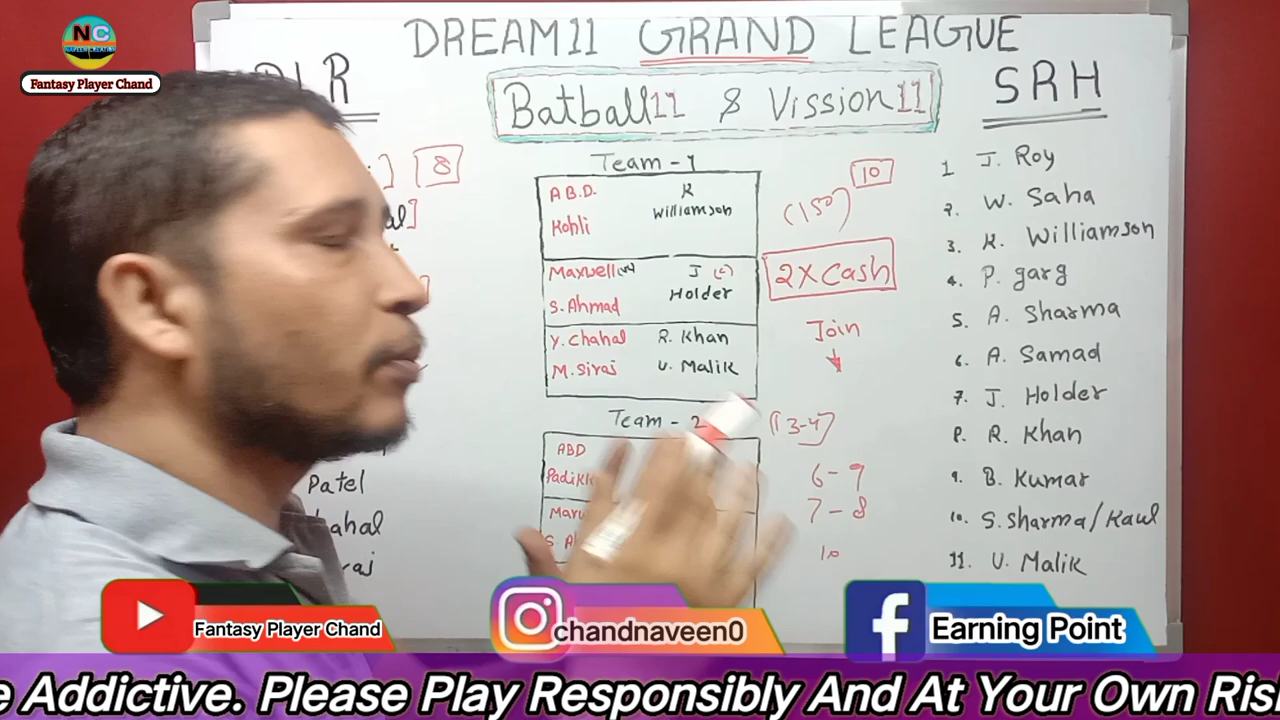 NC
NAVEEN CREATION
Fantasy Player Chand
DREAM11 GRAND LEAGUE
Batball11 & Vission11
SRH
8
Team - 1
A B.D.
Kohli
K
Williamson
Maxwell
S. Ahmad
J (c)
Holder
Y. Chahal
M. Siraj
R. Khan
U. Malik
10
(150)
2X Cash
Join
Team - 2
(3-4)
ABD
S
6-9
7-8
10
1 J. Roy
2. W. Saha
3. K. Williamson
4. P. garg
5. A. Sharma
6. A. Samad
7. J. Holder
8. R. Khan
9. B. Kumar
10. S. Sharma/Kaul
11. U. Malik
Patel
Fantasy Player Chand
chandnaveen0
Earning Point
e Addictive. Please Play Responsibly And At Your Own Ris